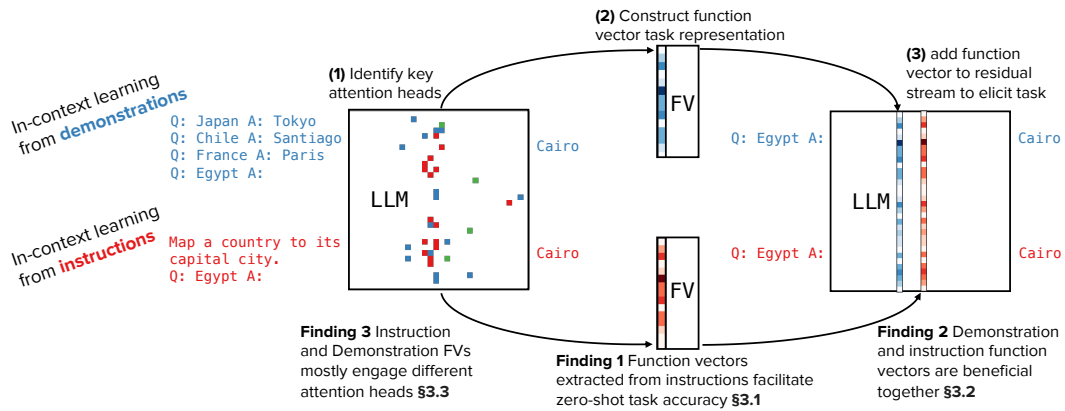 In-context learning
from demonstrations
Q: Japan A: Tokyo
Q: Chile A: Santiago
Q: France A: Paris
Q: Egypt A:
In-context learning
from instructions
Map a country to its
capital city.
Q: Egypt A:
(1) Identify key
attention heads
LLM
Cairo
Cairo
(2) Construct function
vector task representation
FV
FV
(3) add function
vector to residual
stream to elicit task
Q: Egypt A:
Q: Egypt A:
LLM
Cairo
Cairo
Finding 3 Instruction
and Demonstration FVs
mostly engage different
attention heads §3.3
Finding 1 Function vectors
extracted from instructions facilitate
zero-shot task accuracy §3.1
Finding 2 Demonstration
and instruction function
vectors are beneficial
together §3.2